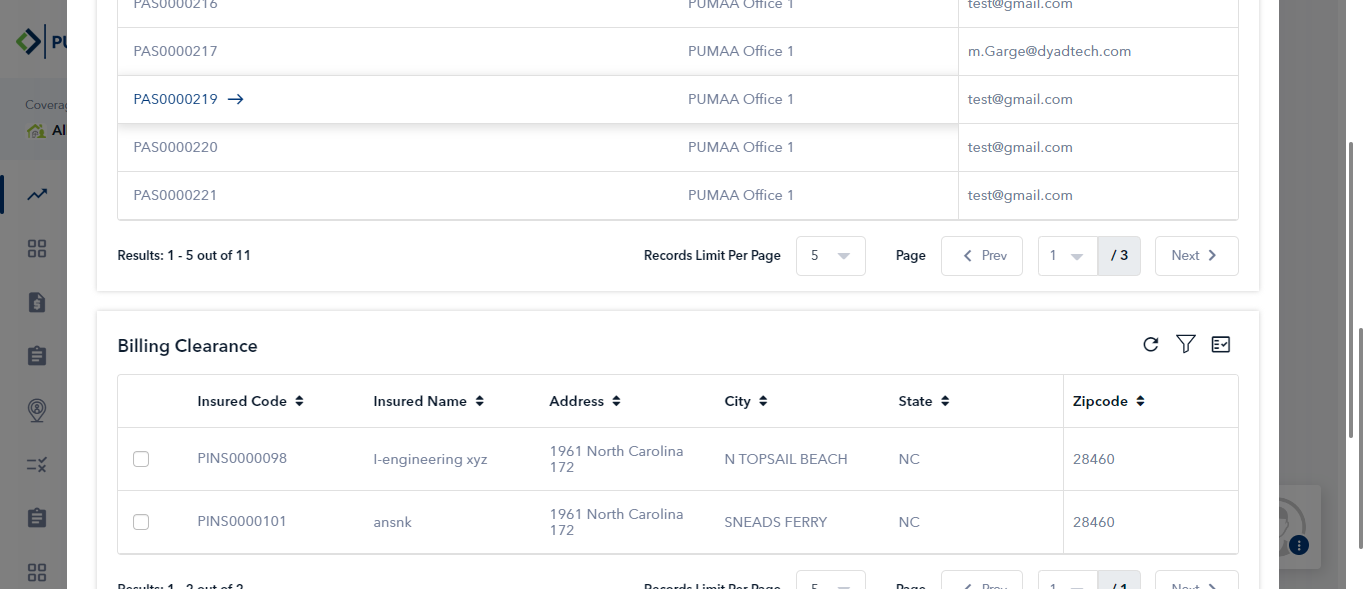 PAS0000216 PUMAA Office 1 test@gmail.com
PAS0000217 PUMAA Office 1 m.Garge@dyadtech.com
PAS0000219 PUMAA Office 1 test@gmail.com
PAS0000220 PUMAA Office 1 test@gmail.com
PAS0000221 PUMAA Office 1 test@gmail.com
Results: 1 - 5 out of 11 Records Limit Per Page 5 Page Prev 1 / 3 Next
Billing Clearance
Insured Code Insured Name Address City State Zipcode
PINS0000098 I-engineering xyz 1961 North Carolina 172 N TOPSAIL BEACH NC 28460
PINS0000101 ansnk 1961 North Carolina 172 SNEADS FERRY NC 28460
Results: 1 - 2 out of 2 Records Limit Per Page 5 Page Prev 1 / 1 Next